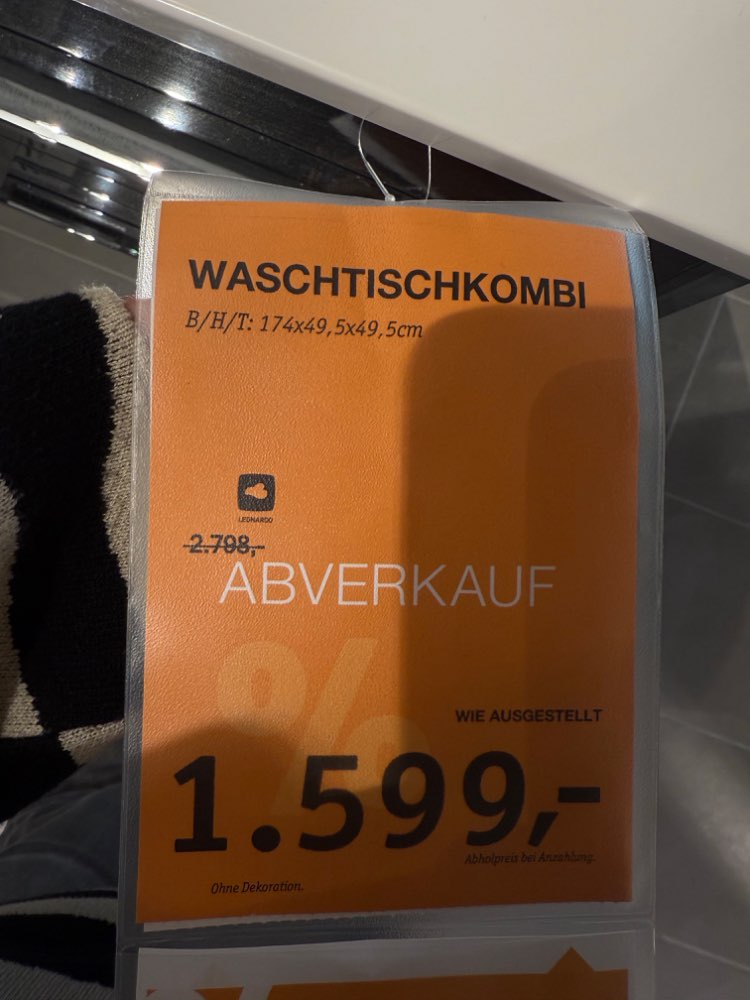 WASCHTISCHKOMBI
B/H/T: 174x49,5x49,5cm
LEONARDO
2.798,-
ABVERKAUF
%
WIE AUSGESTELLT
1.599,-
Abholpreis bei Anzahlung.
Ohne Dekoration.